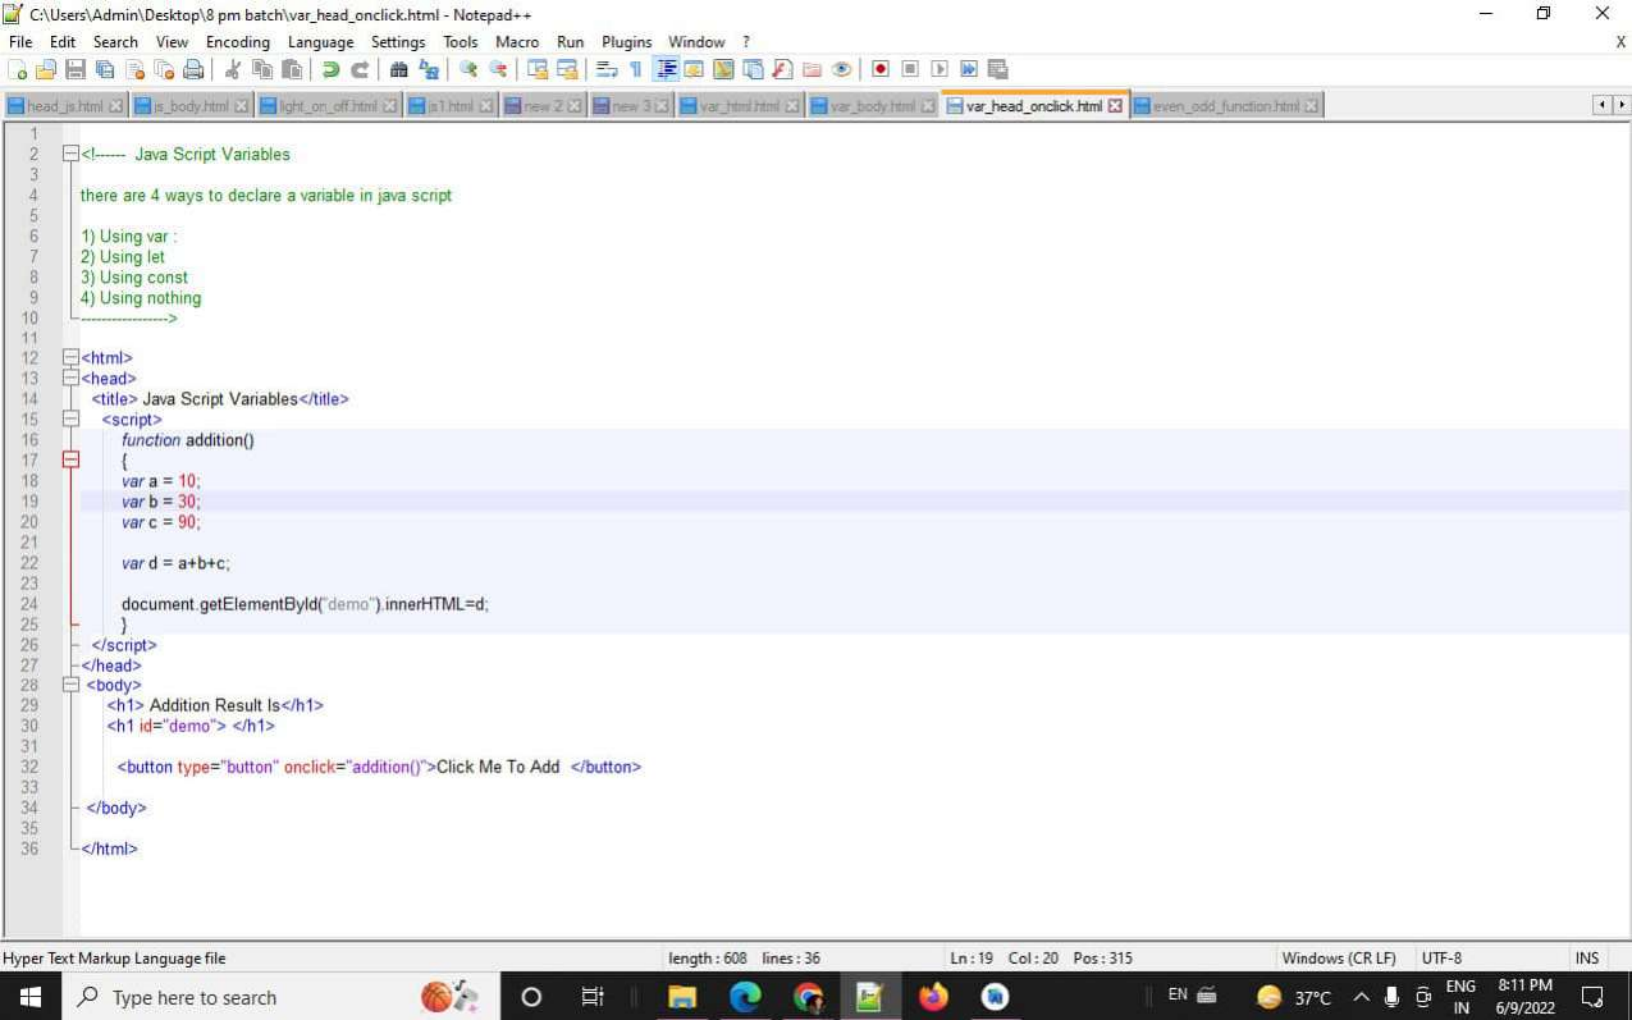 C:\Users\Admin\Desktop\8 pm batch\var_head_onclick.html - Notepad++
File Edit Search View Encoding Language Settings Tools Macro Run Plugins Window ? X
head_js.html js_body.html light_on_off.html js1.html new 2 new 3 var_html.html var_body.html var_head_onclick.html even_odd_function.html
1
2 <!------ Java Script Variables
3
4 there are 4 ways to declare a variable in java script
5
6 1) Using var :
7 2) Using let
8 3) Using const
9 4) Using nothing
10 ------------------>
11
12 <html>
13 <head>
14 <title> Java Script Variables</title>
15 <script>
16 function addition()
17 {
18 var a = 10;
19 var b = 30;
20 var c = 90;
21
22 var d = a+b+c;
23
24 document.getElementById("demo").innerHTML=d;
25 }
26 </script>
27 </head>
28 <body>
29 <h1> Addition Result Is</h1>
30 <h1 id="demo"> </h1>
31
32 <button type="button" onclick="addition()">Click Me To Add </button>
33
34 </body>
35
36 </html>
Hyper Text Markup Language file length : 608 lines : 36 Ln : 19 Col : 20 Pos : 315 Windows (CR LF) UTF-8 INS
Type here to search EN 37°C ENG IN 8:11 PM 6/9/2022